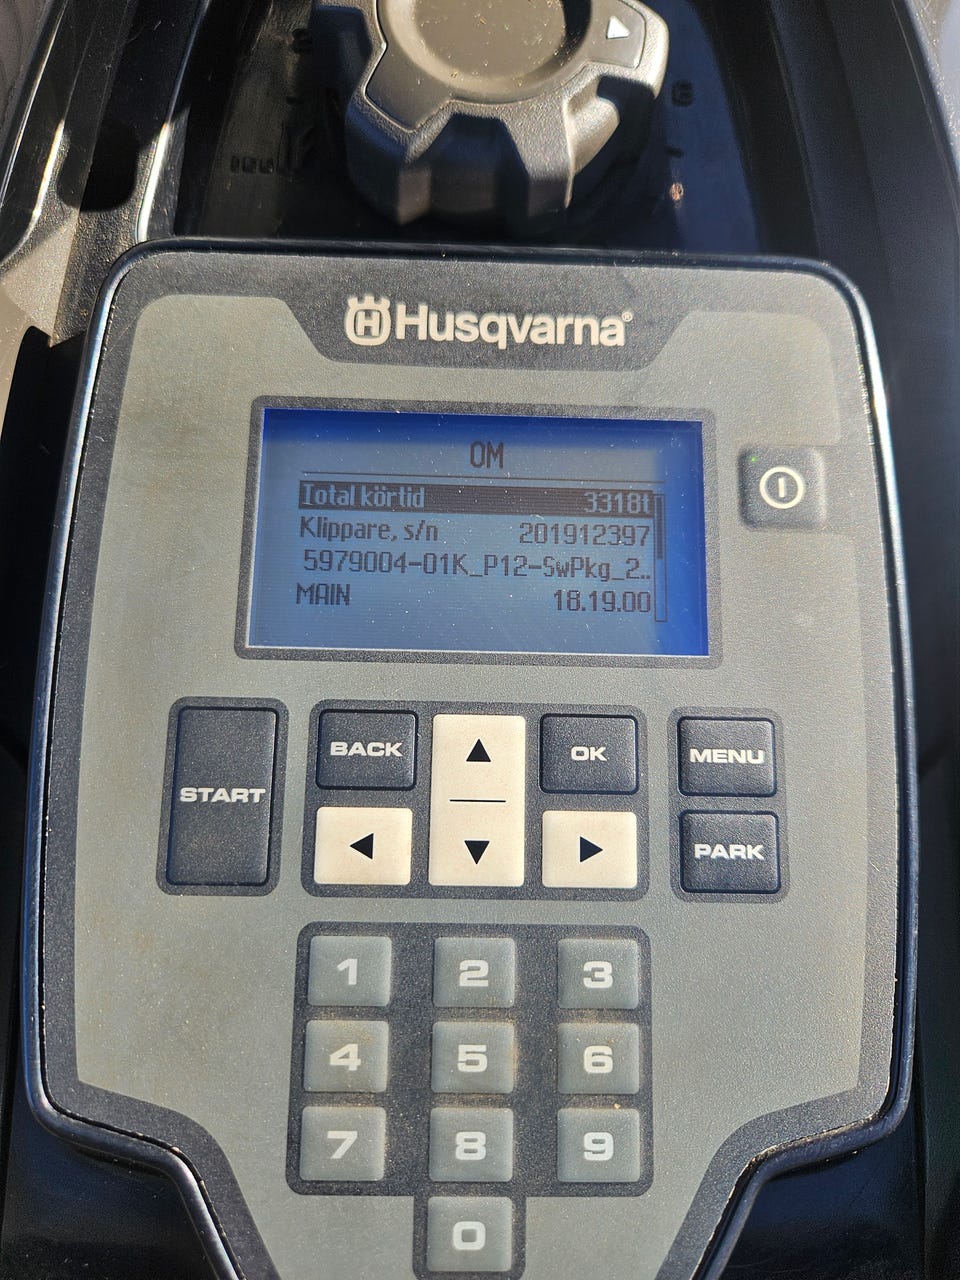 Husqvarna®
OM
Total körtid 3318t
Klippare, s/n 201912397
5979004-01K_P12-SwPkg_2..
MAIN 18.19.00
START
BACK
OK
MENU
PARK
1 2 3
4 5 6
7 8 9
0